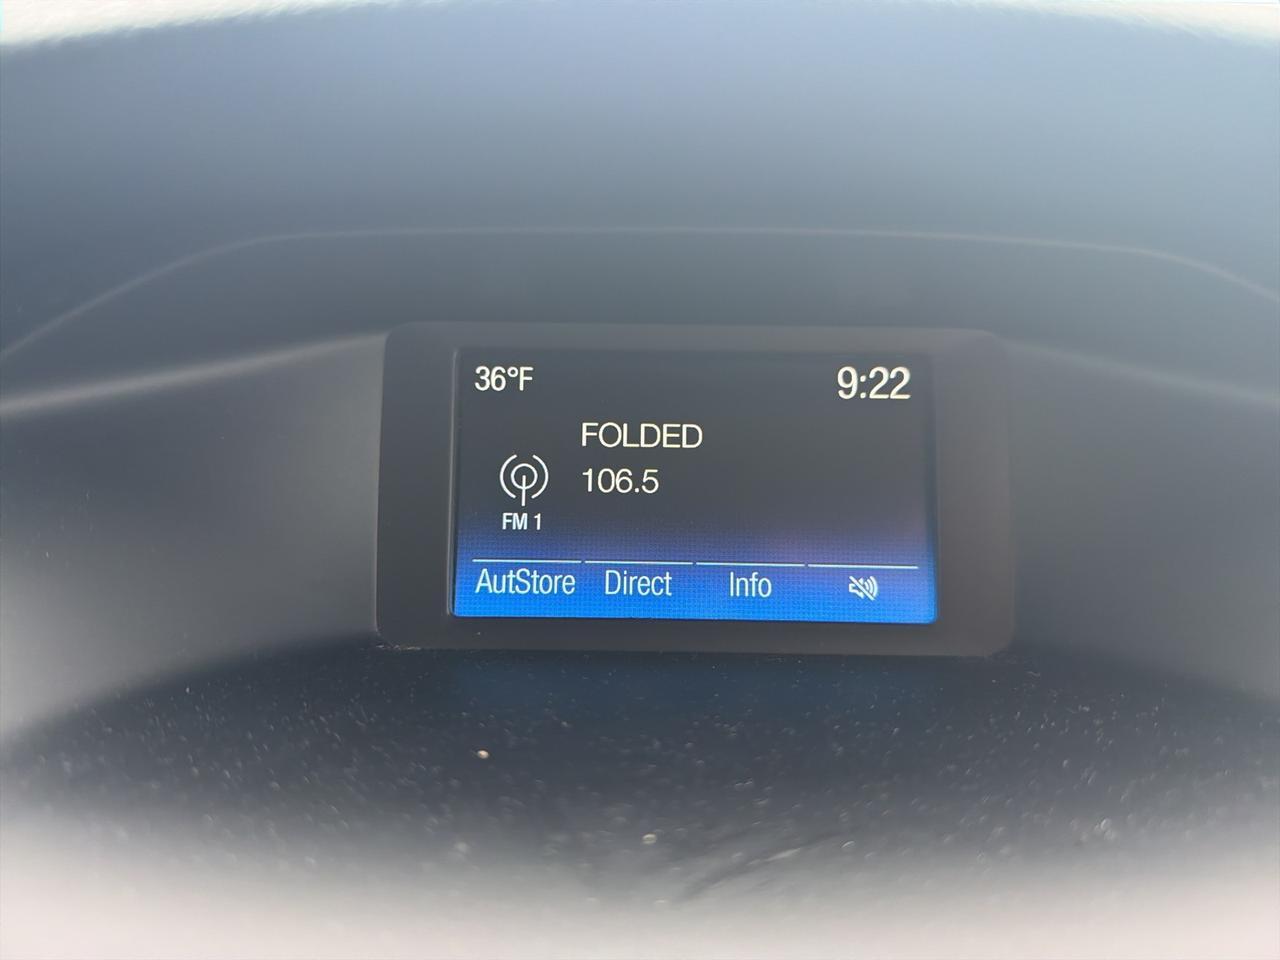 36°F 9:22
FOLDED
106.5
FM 1
AutStore Direct Info